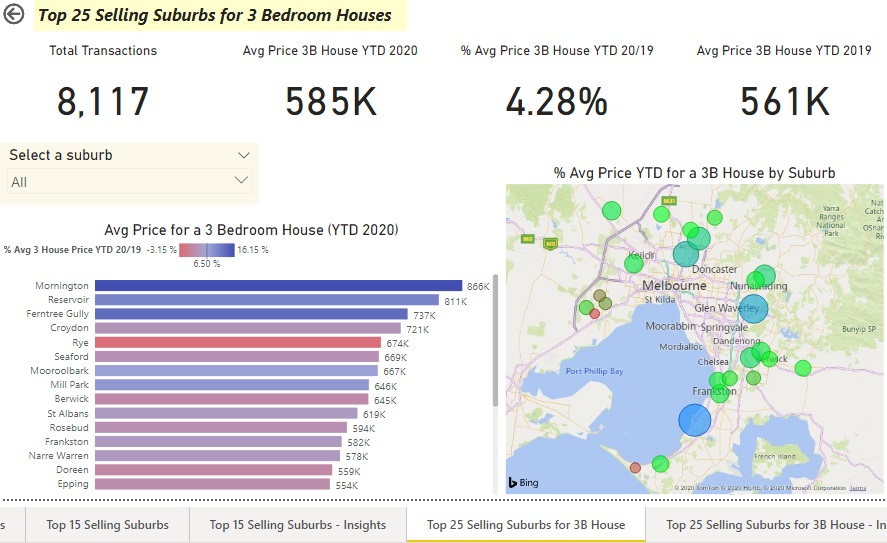 Top 25 Selling Suburbs for 3 Bedroom Houses
Total Transactions
Avg Price 3B House YTD 2020
% Avg Price 3B House YTD 20/19
Avg Price 3B House YTD 2019
8,117
585K
4.28%
561K
Select a suburb
All
Avg Price for a 3 Bedroom House (YTD 2020)
% Avg 3 House Price YTD 20/19 -3.15 % 16.15 %
6.50 %
Mornington 866K
Reservoir 811K
Ferntree Gully 737K
Croydon 721K
Rye 674K
Seaford 669K
Mooroolbark 667K
Mill Park 646K
Berwick 645K
St Albans 619K
Rosebud 594K
Frankston 582K
Narre Warren 578K
Doreen 559K
Epping 554K
% Avg Price YTD for a 3B House by Suburb
M31
Yarra
Ranges
National
Park
M8
M8
Keilor
Doncaster
Melbourne
Nunawading
St Kilda
Glen Waverley
Moorabbin
Springvale
Bunyip SP
Dandenong
Mordialloc
Chelsea
Port Phillip Bay
Frankston
French Island
Bing
© 2020 TomTom © 2020 HERE, © 2020 Microsoft Corporation Terms
s
Top 15 Selling Suburbs
Top 15 Selling Suburbs - Insights
Top 25 Selling Suburbs for 3B House
Top 25 Selling Suburbs for 3B House - In